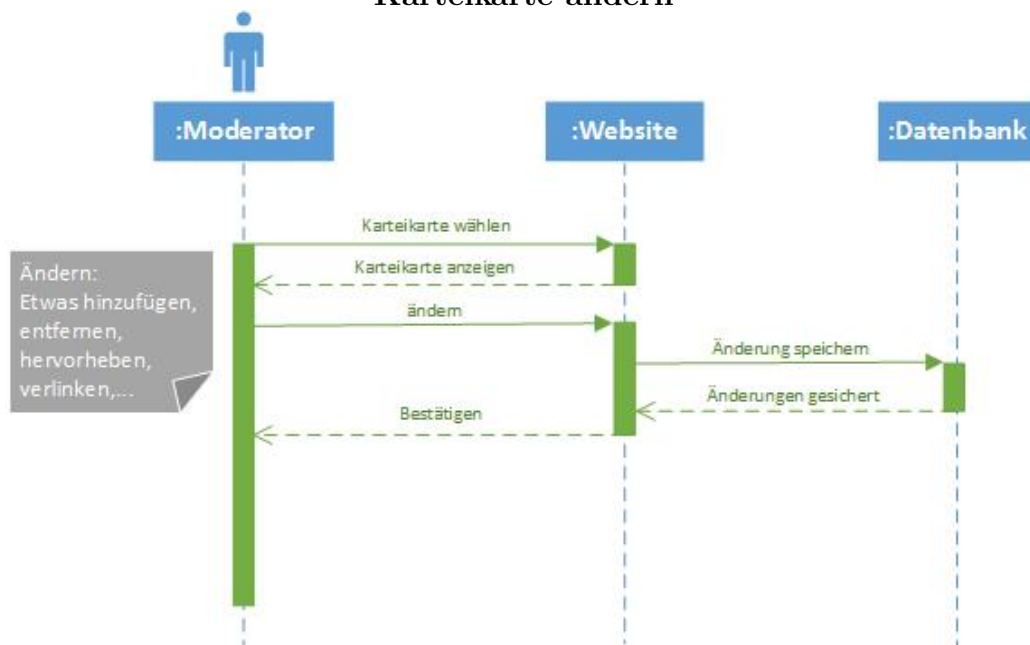 Karteikarte ändern
:Moderator
:Website
:Datenbank
Karteikarte wählen
Karteikarte anzeigen
Ändern:
Etwas hinzufügen,
entfernen,
hervorheben,
verlinken,...
ändern
Änderung speichern
Änderungen gesichert
Bestätigen